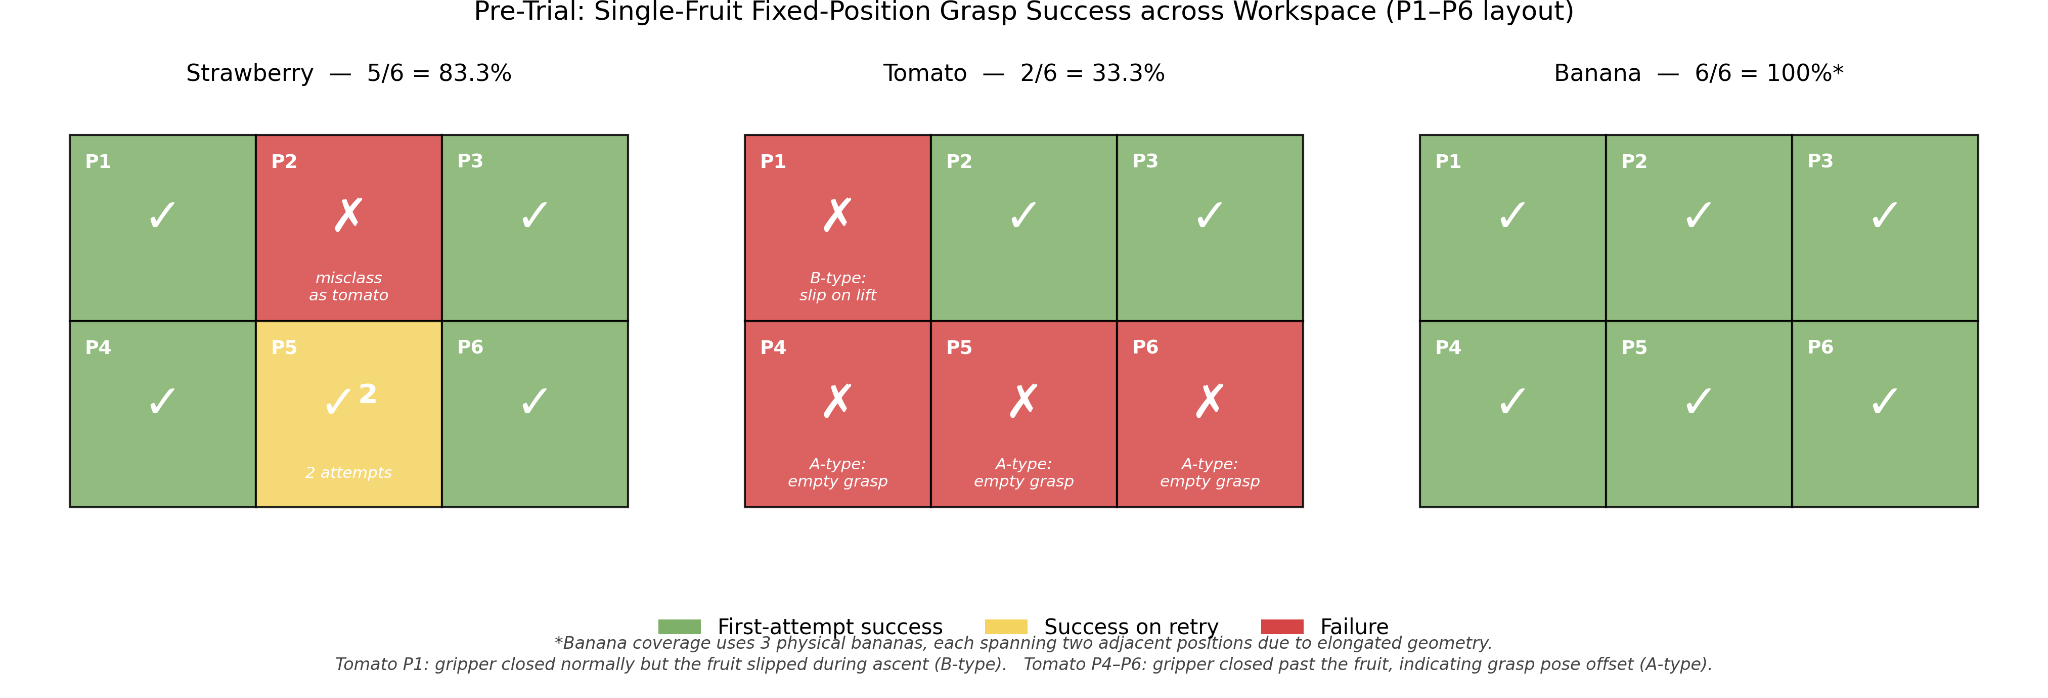 Pre-Trial: Single-Fruit Fixed-Position Grasp Success across Workspace (P1–P6 layout)
Strawberry — 5/6 = 83.3%
P1
✓
P2
✗
misclass
as tomato
P3
✓
P4
✓
P5
✓²
2 attempts
P6
✓
Tomato — 2/6 = 33.3%
P1
✗
B-type:
slip on lift
P2
✓
P3
✓
P4
✗
A-type:
empty grasp
P5
✗
A-type:
empty grasp
P6
✗
A-type:
empty grasp
Banana — 6/6 = 100%*
P1
✓
P2
✓
P3
✓
P4
✓
P5
✓
P6
✓
First-attempt success
Success on retry
Failure
*Banana coverage uses 3 physical bananas, each spanning two adjacent positions due to elongated geometry.
Tomato P1: gripper closed normally but the fruit slipped during ascent (B-type). Tomato P4–P6: gripper closed past the fruit, indicating grasp pose offset (A-type).